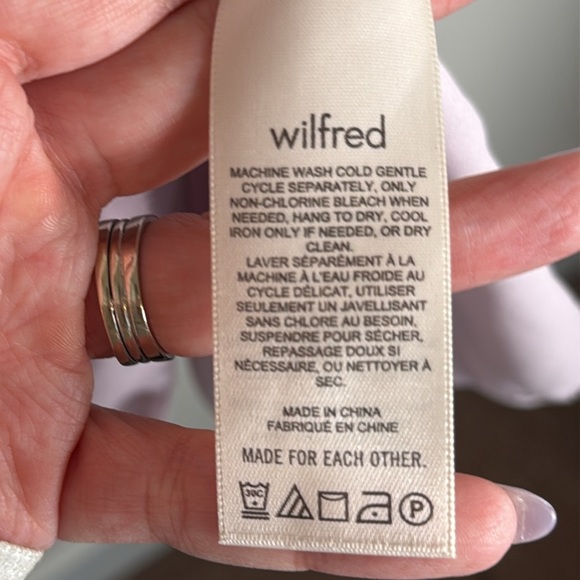 wilfred
MACHINE WASH COLD GENTLE
CYCLE SEPARATELY, ONLY
NON-CHLORINE BLEACH WHEN
NEEDED, HANG TO DRY, COOL
IRON ONLY IF NEEDED, OR DRY
CLEAN.
LAVER SÉPARÉMENT À LA
MACHINE À L'EAU FROIDE AU
CYCLE DÉLICAT, UTILISER
SEULEMENT UN JAVELLISANT
SANS CHLORE AU BESOIN,
SUSPENDRE POUR SÉCHER,
REPASSAGE DOUX SI
NÉCESSAIRE, OU NETTOYER À
SEC.
MADE IN CHINA
FABRIQUÉ EN CHINE
MADE FOR EACH OTHER.
30C P